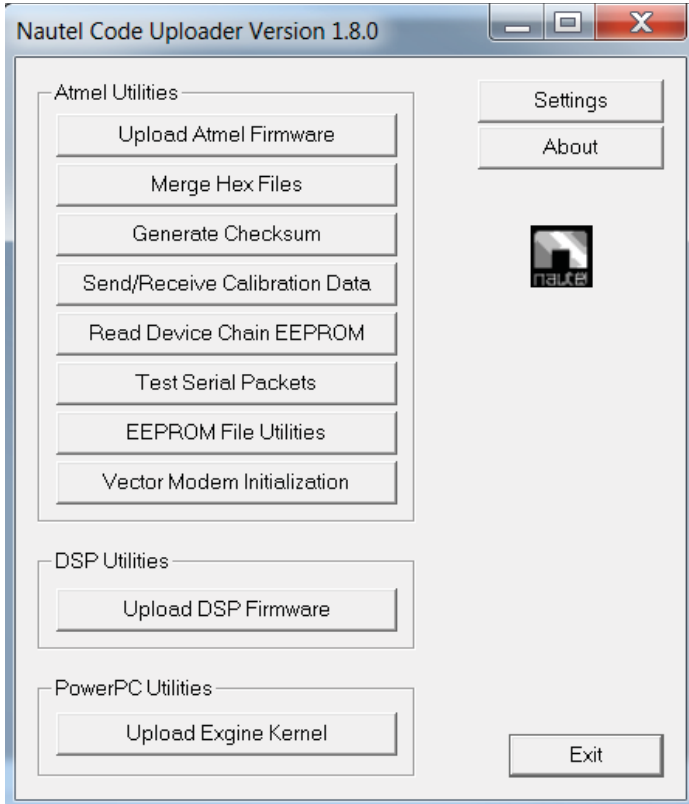 Nautel Code Uploader Version 1.8.0
Atmel Utilities
Upload Atmel Firmware
Merge Hex Files
Generate Checksum
Send/Receive Calibration Data
Read Device Chain EEPROM
Test Serial Packets
EEPROM File Utilities
Vector Modem Initialization
DSP Utilities
Upload DSP Firmware
PowerPC Utilities
Upload Exgine Kernel
Settings
About
nautel
Exit